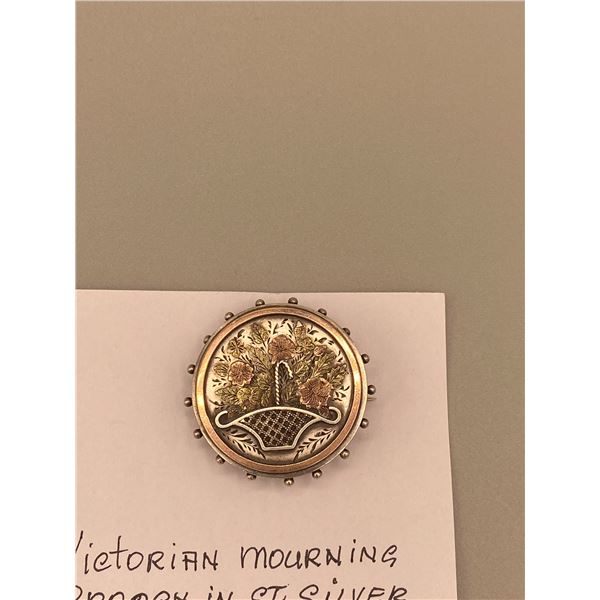 Victorian mourning
Brooch in ST. Silver